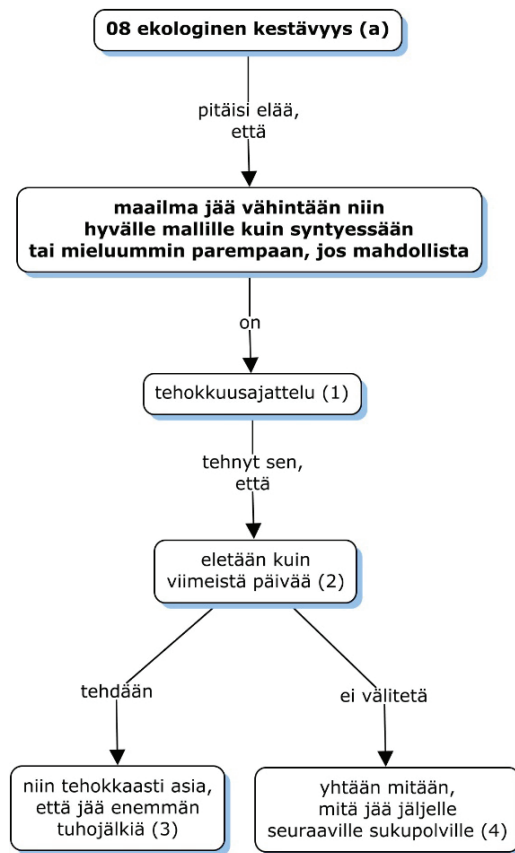 08 ekologinen kestävyys (a)
pitäisi elää,
että
maailma jää vähintään niin
hyvälle mallille kuin syntyessään
tai mieluummin parempaan, jos mahdollista
on
tehokkuusajattelu (1)
tehnyt sen,
että
eletään kuin
viimeistä päivää (2)
tehdään
ei välitetä
niin tehokkaasti asia,
että jää enemmän
tuhojälkiä (3)
yhtään mitään,
mitä jää jäljelle
seuraaville sukupolville (4)